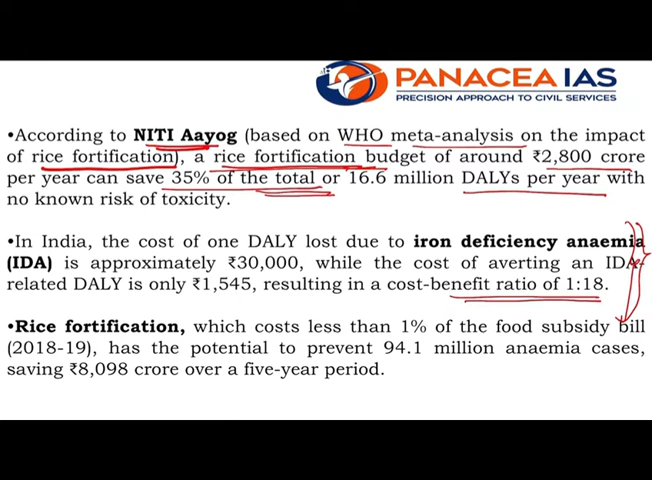 PANACEA IAS
PRECISION APPROACH TO CIVIL SERVICES
•According to NITI Aayog (based on WHO meta-analysis on the impact
of rice fortification), a rice fortification budget of around ₹2,800 crore
per year can save 35% of the total or 16.6 million DALYs per year with
no known risk of toxicity.
•In India, the cost of one DALY lost due to iron deficiency anaemia
(IDA) is approximately ₹30,000, while the cost of averting an IDA-
related DALY is only ₹1,545, resulting in a cost-benefit ratio of 1:18.
•Rice fortification, which costs less than 1% of the food subsidy bill
(2018-19), has the potential to prevent 94.1 million anaemia cases,
saving ₹8,098 crore over a five-year period.